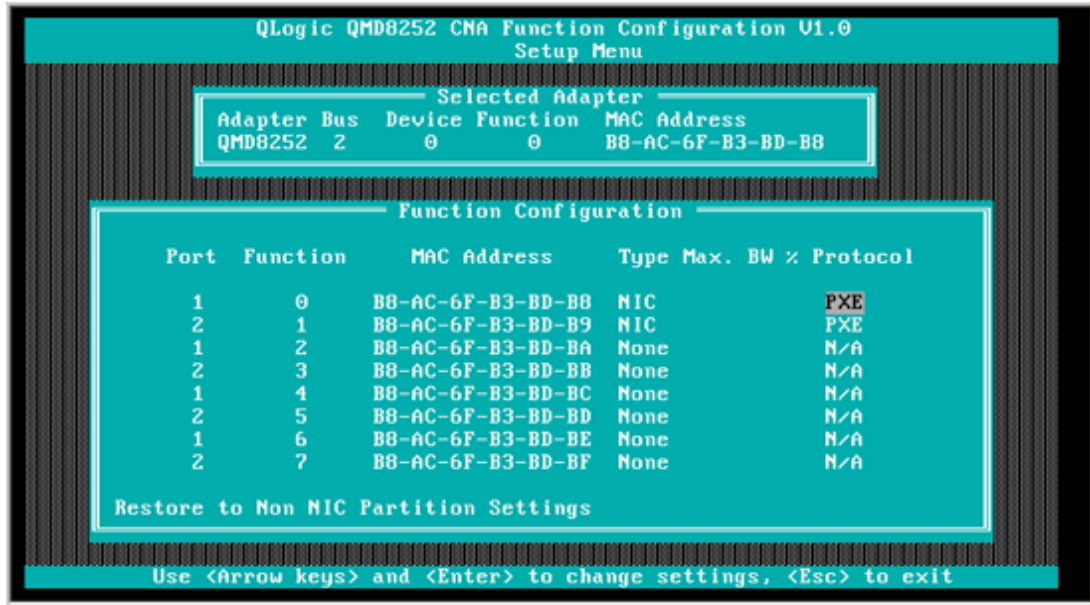 QLogic QMD8252 CNA Function Configuration V1.0
Setup Menu
Selected Adapter
Adapter Bus Device Function MAC Address
QMD8252 2 0 0 B8-AC-6F-B3-BD-B8
Function Configuration
Port Function MAC Address Type Max. BW % Protocol
1 0 B8-AC-6F-B3-BD-B8 NIC PXE
2 1 B8-AC-6F-B3-BD-B9 NIC PXE
1 2 B8-AC-6F-B3-BD-BA None N/A
2 3 B8-AC-6F-B3-BD-BB None N/A
1 4 B8-AC-6F-B3-BD-BC None N/A
2 5 B8-AC-6F-B3-BD-BD None N/A
1 6 B8-AC-6F-B3-BD-BE None N/A
2 7 B8-AC-6F-B3-BD-BF None N/A
Restore to Non NIC Partition Settings
Use <Arrow keys> and <Enter> to change settings, <Esc> to exit